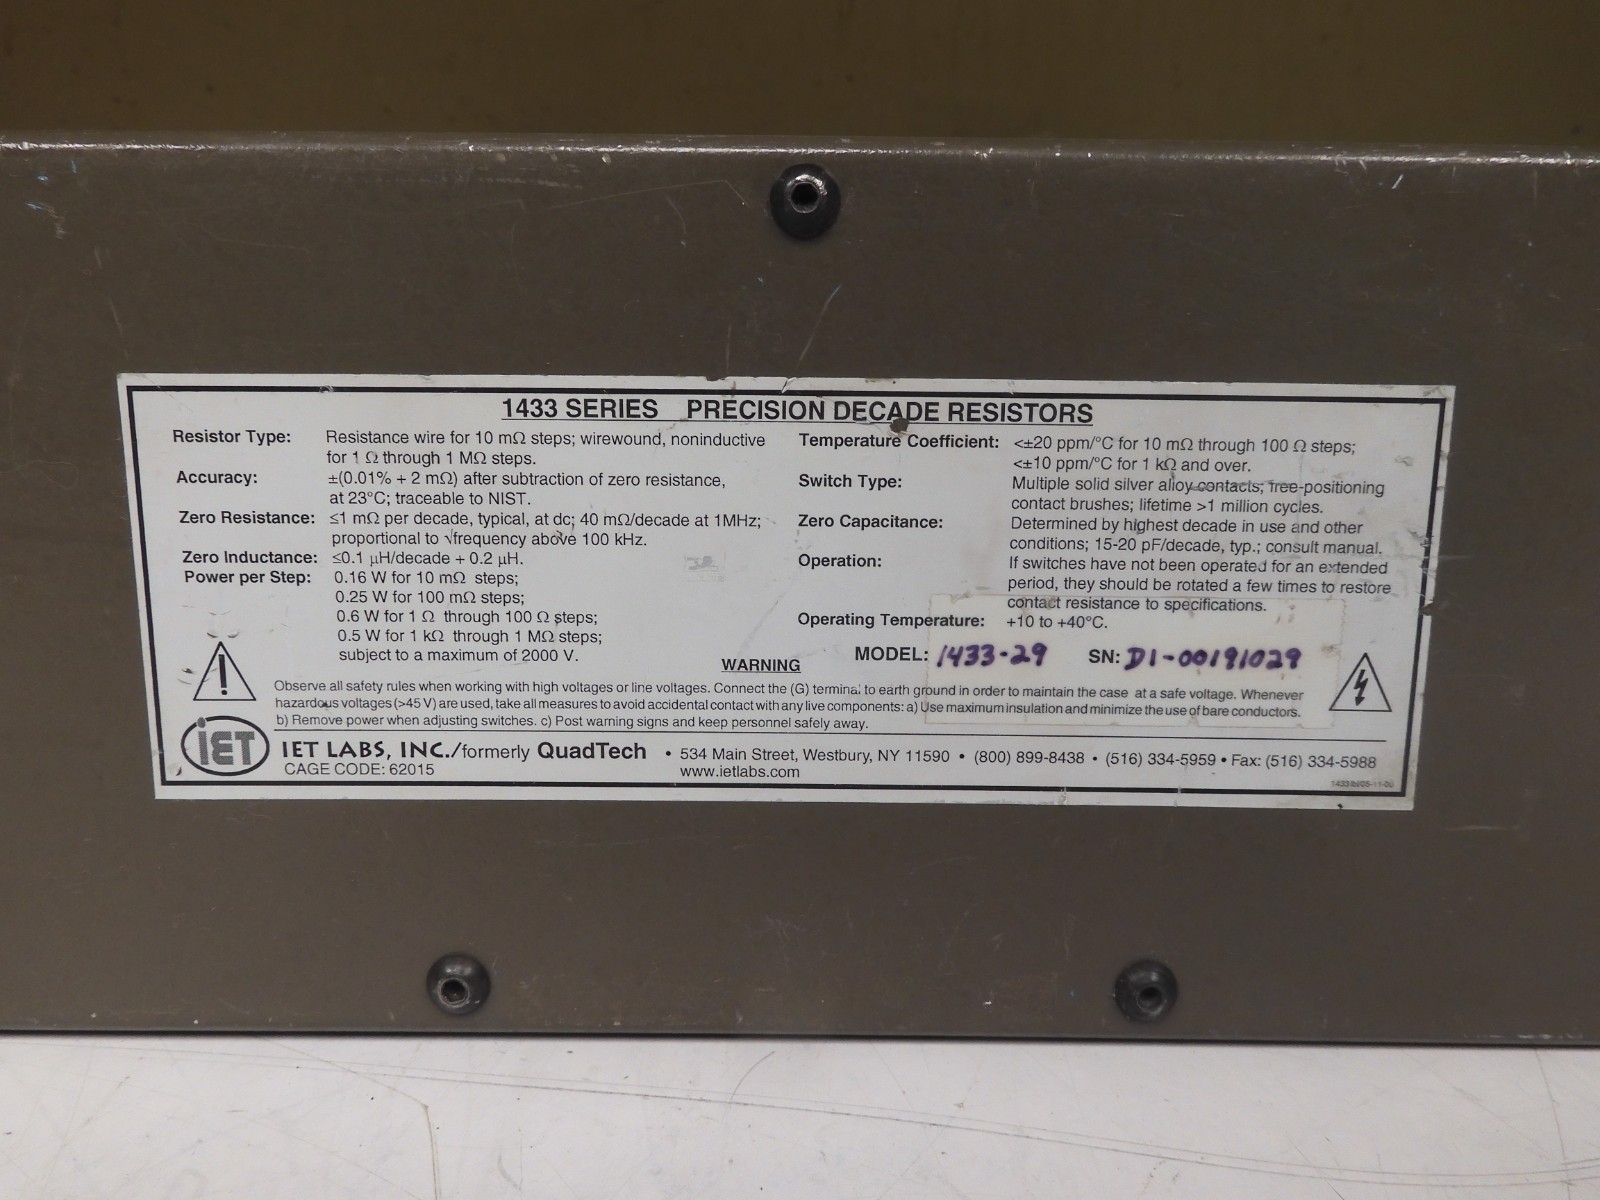 1433 SERIES PRECISION DECADE RESISTORS
Resistor Type: Resistance wire for 10 mΩ steps; wirewound, noninductive
for 1 Ω through 1 MΩ steps.
Accuracy: ±(0.01% + 2 mΩ) after subtraction of zero resistance,
at 23°C; traceable to NIST.
Zero Resistance: ≤1 mΩ per decade, typical, at dc; 40 mΩ/decade at 1MHz;
proportional to √frequency above 100 kHz.
Zero Inductance: ≤0.1 μH/decade + 0.2 μH.
Power per Step: 0.16 W for 10 mΩ steps;
0.25 W for 100 mΩ steps;
0.6 W for 1 Ω through 100 Ω steps;
0.5 W for 1 kΩ through 1 MΩ steps;
subject to a maximum of 2000 V.
Temperature Coefficient: <±20 ppm/°C for 10 mΩ through 100 Ω steps;
<±10 ppm/°C for 1 kΩ and over.
Switch Type: Multiple solid silver alloy contacts; free-positioning
contact brushes; lifetime >1 million cycles.
Zero Capacitance: Determined by highest decade in use and other
conditions; 15-20 pF/decade, typ.; consult manual.
Operation: If switches have not been operated for an extended
period, they should be rotated a few times to restore
contact resistance to specifications.
Operating Temperature: +10 to +40°C.
MODEL: 1433-29 SN: D1-00191029
WARNING
Observe all safety rules when working with high voltages or line voltages. Connect the (G) terminal to earth ground in order to maintain the case at a safe voltage. Whenever
hazardous voltages (>45 V) are used, take all measures to avoid accidental contact with any live components: a) Use maximum insulation and minimize the use of bare conductors.
b) Remove power when adjusting switches. c) Post warning signs and keep personnel safely away.
IET IET LABS, INC./formerly QuadTech • 534 Main Street, Westbury, NY 11590 • (800) 899-8438 • (516) 334-5959 • Fax: (516) 334-5988
CAGE CODE: 62015 www.ietlabs.com